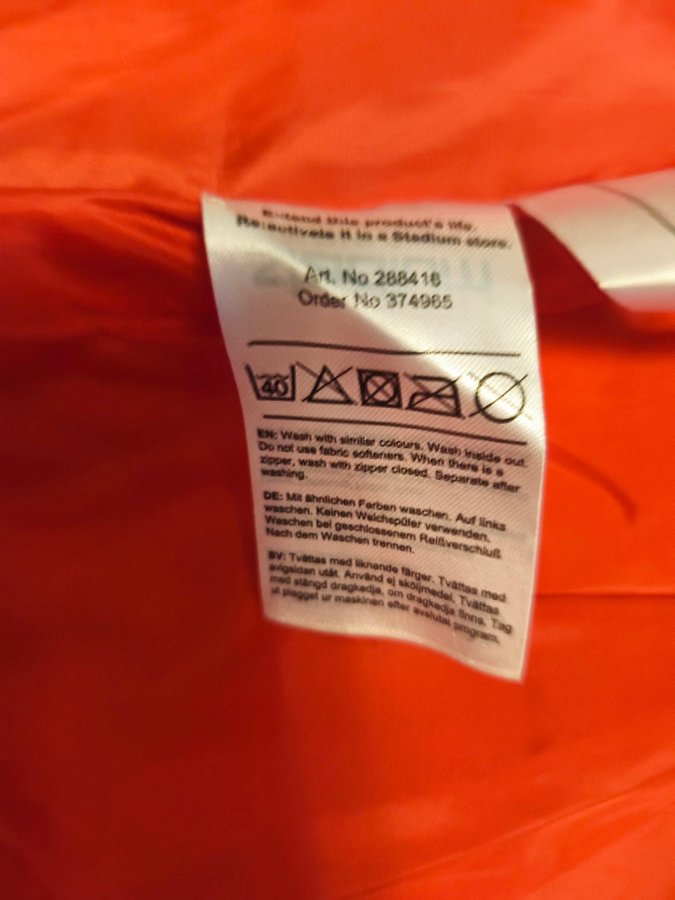 Extend this product's life.
Re:activate it in a Stadium store.
Art. No 288416
Order No 374965
40
EN: Wash with similar colours. Wash inside out.
Do not use fabric softeners. When there is a
zipper, wash with zipper closed. Separate after
washing.
DE: Mit ähnlichen Farben waschen. Auf links
waschen. Keinen Weichspüler verwenden.
Waschen bei geschlossenem Reißverschluß
Nach dem Waschen trennen.
SV: Tvättas med liknande färger. Tvättas med
avigsidan utåt. Använd ej sköljmedel. Tvättas
med stängd dragkedja, om dragkedja finns. Tag
ut plagget ur maskinen efter avslutat program.